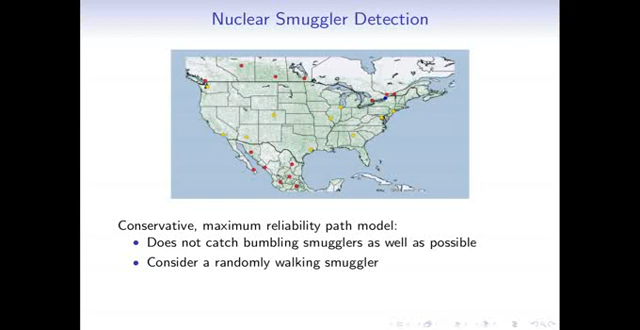 Nuclear Smuggler Detection
Conservative, maximum reliability path model:
• Does not catch bumbling smugglers as well as possible
• Consider a randomly walking smuggler